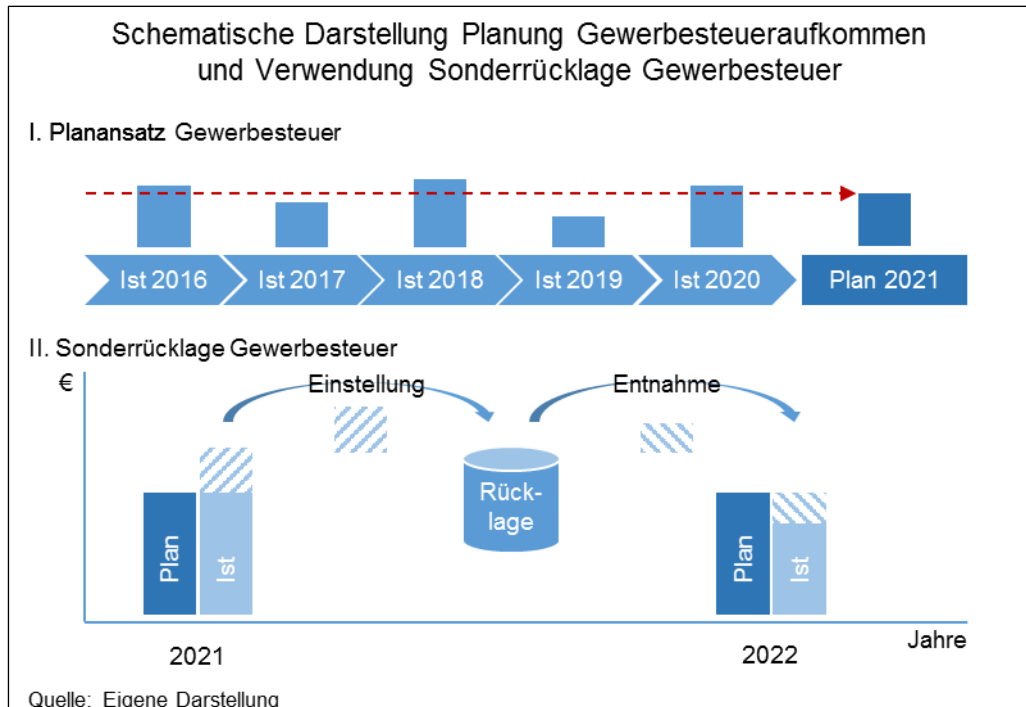 Schematische Darstellung Planung Gewerbesteueraufkommen
und Verwendung Sonderrücklage Gewerbesteuer
I. Planansatz Gewerbesteuer
Ist 2016
Ist 2017
Ist 2018
Ist 2019
Ist 2020
Plan 2021
II. Sonderrücklage Gewerbesteuer
€
Einstellung
Entnahme
Plan
Ist
Rück-
lage
Plan
Ist
2021
2022
Jahre
Quelle: Eigene Darstellung